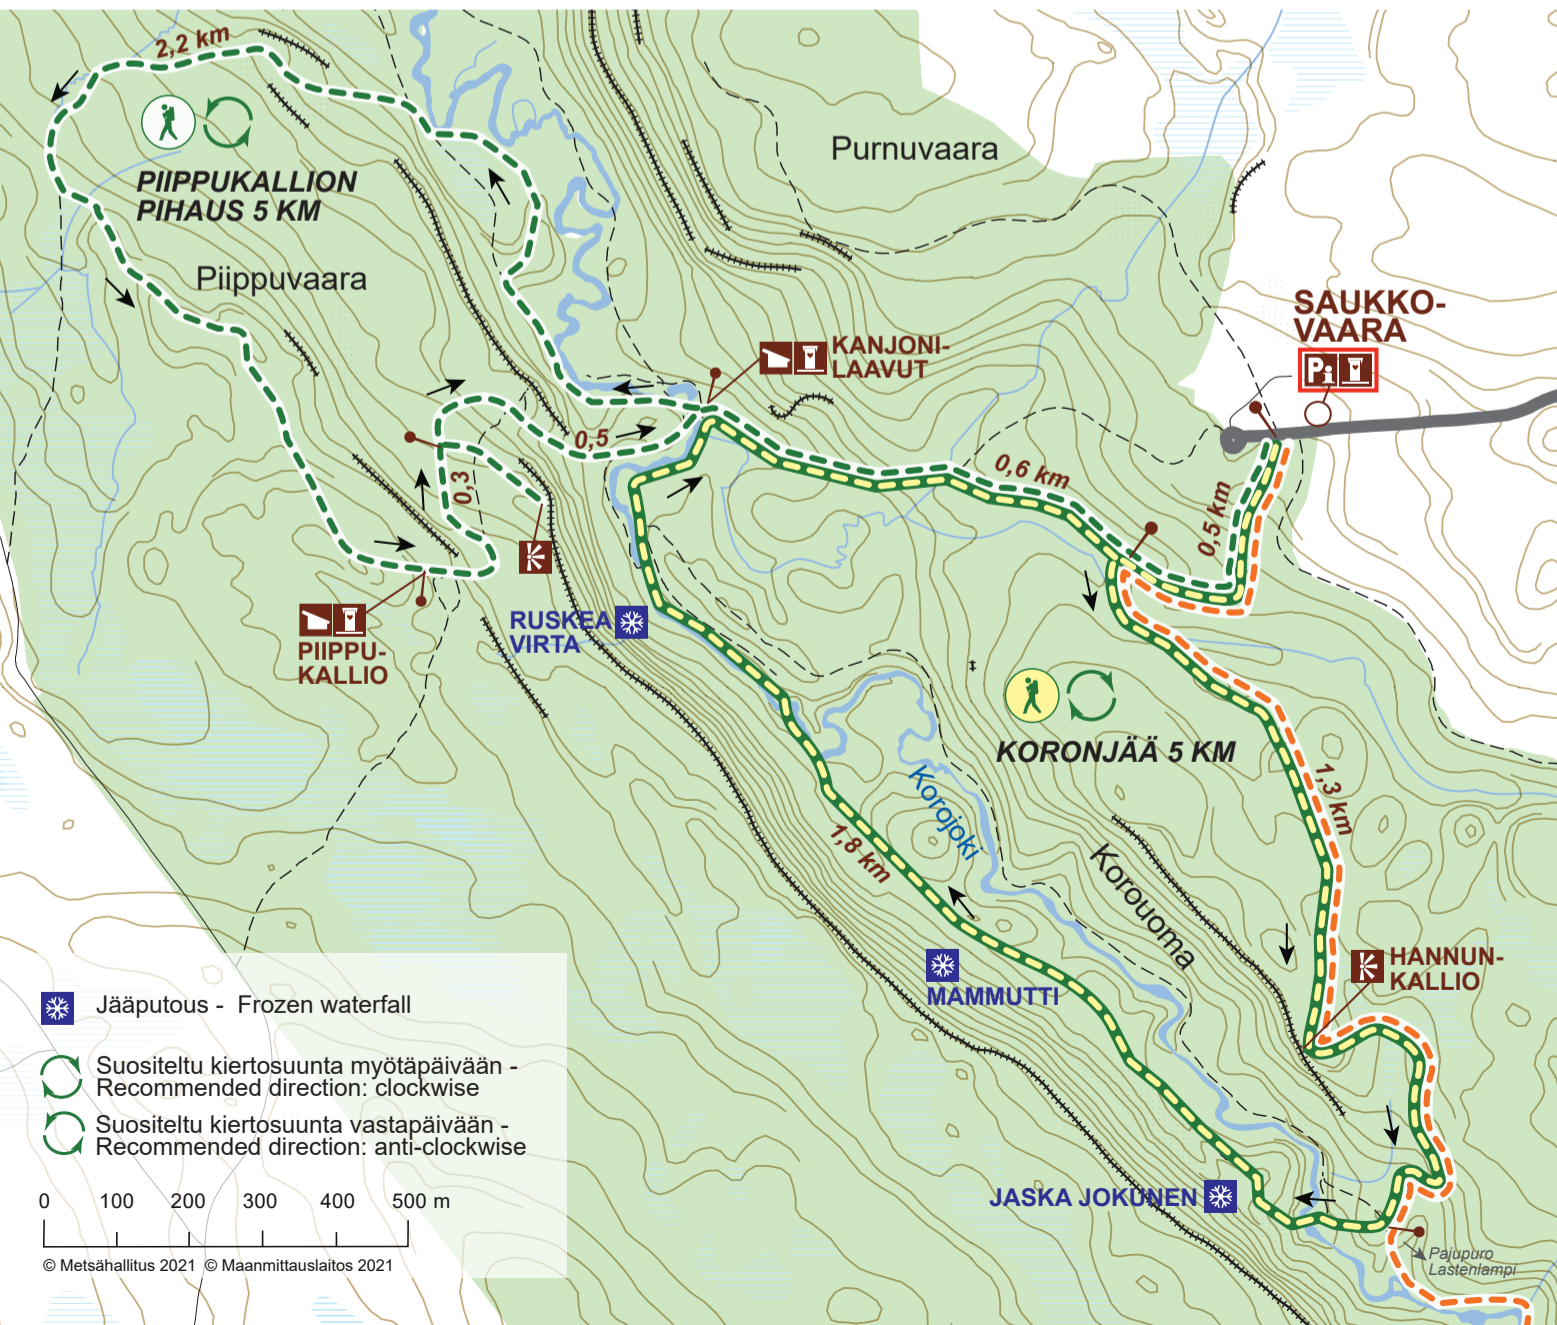 2,2 km
PIIPPUKALLION
PIHAUS 5 KM
Piippuvaara
Purnuvaara
SAUKKO-
VAARA
P i
KANJONI-
LAAVUT
0,5
0,3
0,6 km
0,5 km
RUSKEA
VIRTA
PIIPPU-
KALLIO
KORONJÄÄ 5 KM
Korojoki
1,3 km
1,8 km
Korouoma
HANNUN-
KALLIO
MAMMUTTI
JASKA JOKUNEN
Pajupuro
Lastenlampi
Jääputous - Frozen waterfall
Suositeltu kiertosuunta myötäpäivään -
Recommended direction: clockwise
Suositeltu kiertosuunta vastapäivään -
Recommended direction: anti-clockwise
0 100 200 300 400 500 m
© Metsähallitus 2021 © Maanmittauslaitos 2021